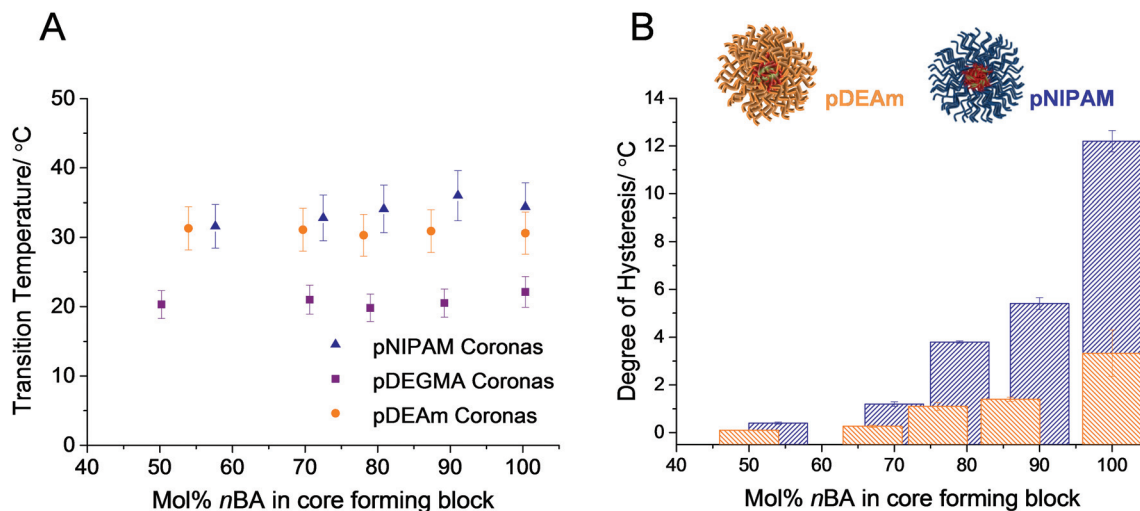 A
Transition Temperature/ °C
50
40
30
20
10
0
pNIPAM Coronas
pDEGMA Coronas
pDEAm Coronas
40 50 60 70 80 90 100
Mol% nBA in core forming block
B
pDEAm
pNIPAM
Degree of Hysteresis/ °C
14
12
6
4
2
0
40 50 60 70 80 90 100
Mol% nBA in core forming block